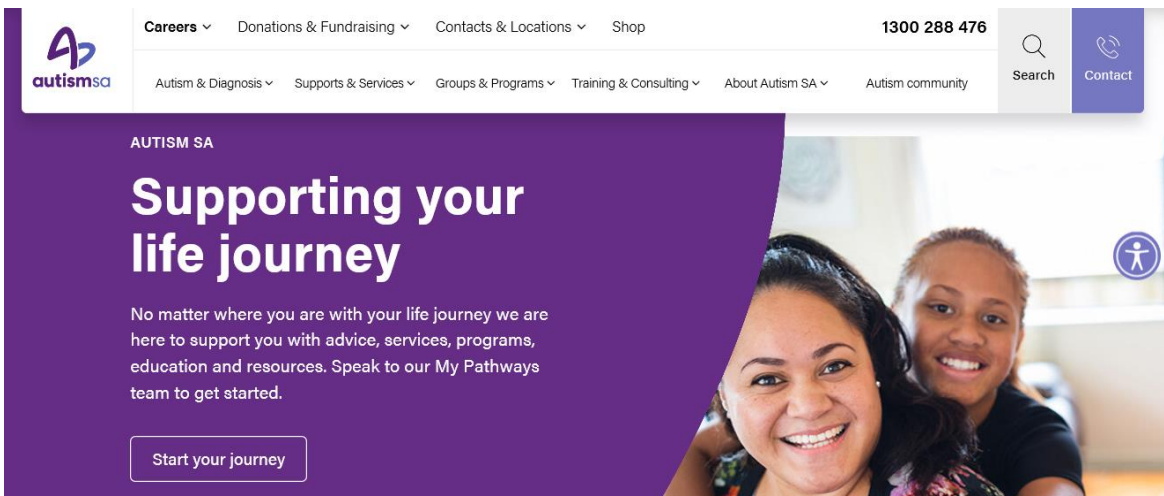 Careers Donations & Fundraising Contacts & Locations Shop 1300 288 476
autismsa
Autism & Diagnosis Supports & Services Groups & Programs Training & Consulting About Autism SA Autism community
Search
Contact
AUTISM SA
Supporting your
life journey
No matter where you are with your life journey we are
here to support you with advice, services, programs,
education and resources. Speak to our My Pathways
team to get started.
Start your journey